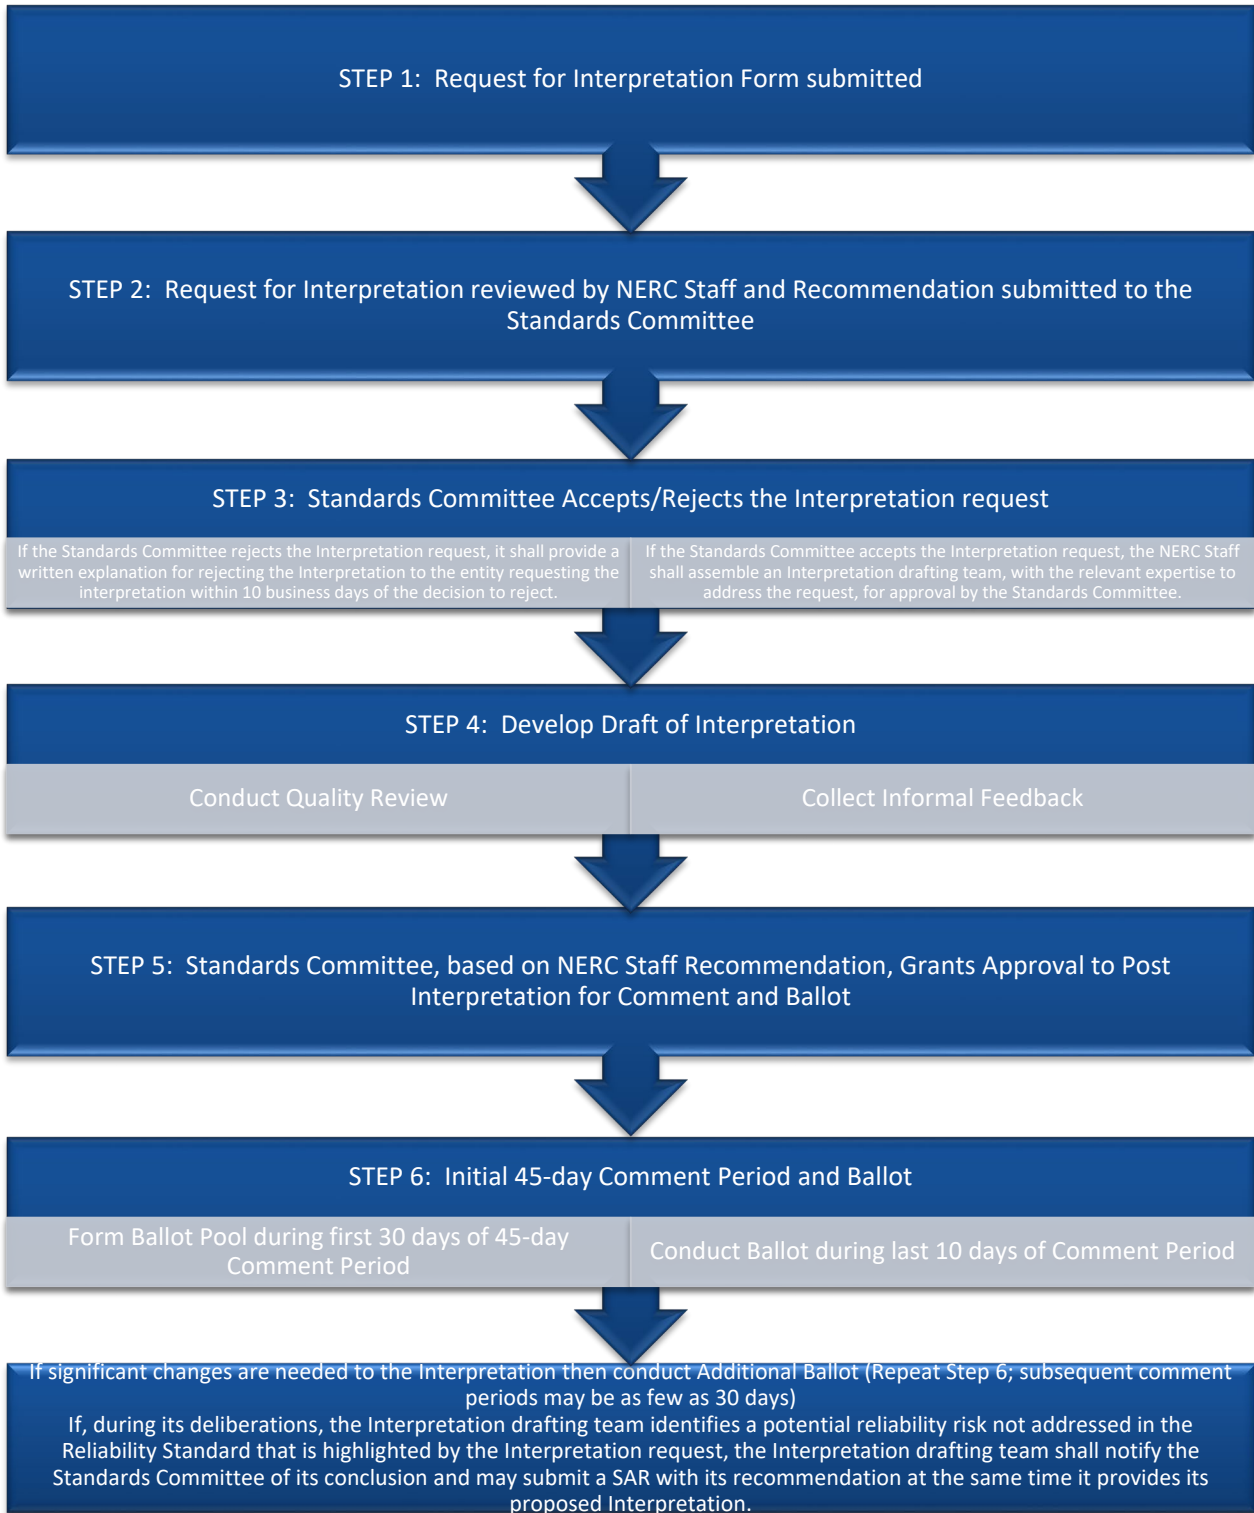 STEP 1: Request for Interpretation Form submitted
STEP 2: Request for Interpretation reviewed by NERC Staff and Recommendation submitted to the
Standards Committee
STEP 3: Standards Committee Accepts/Rejects the Interpretation request
If the Standards Committee rejects the Interpretation request, it shall provide a
written explanation for rejecting the Interpretation to the entity requesting the
interpretation within 10 business days of the decision to reject.
If the Standards Committee accepts the Interpretation request, the NERC Staff
shall assemble an Interpretation drafting team, with the relevant expertise to
address the request, for approval by the Standards Committee.
STEP 4: Develop Draft of Interpretation
Conduct Quality Review
Collect Informal Feedback
STEP 5: Standards Committee, based on NERC Staff Recommendation, Grants Approval to Post
Interpretation for Comment and Ballot
STEP 6: Initial 45-day Comment Period and Ballot
Form Ballot Pool during first 30 days of 45-day
Comment Period
Conduct Ballot during last 10 days of Comment Period
If significant changes are needed to the Interpretation then conduct Additional Ballot (Repeat Step 6; subsequent comment
periods may be as few as 30 days)
If, during its deliberations, the Interpretation drafting team identifies a potential reliability risk not addressed in the
Reliability Standard that is highlighted by the Interpretation request, the Interpretation drafting team shall notify the
Standards Committee of its conclusion and may submit a SAR with its recommendation at the same time it provides its
proposed Interpretation.